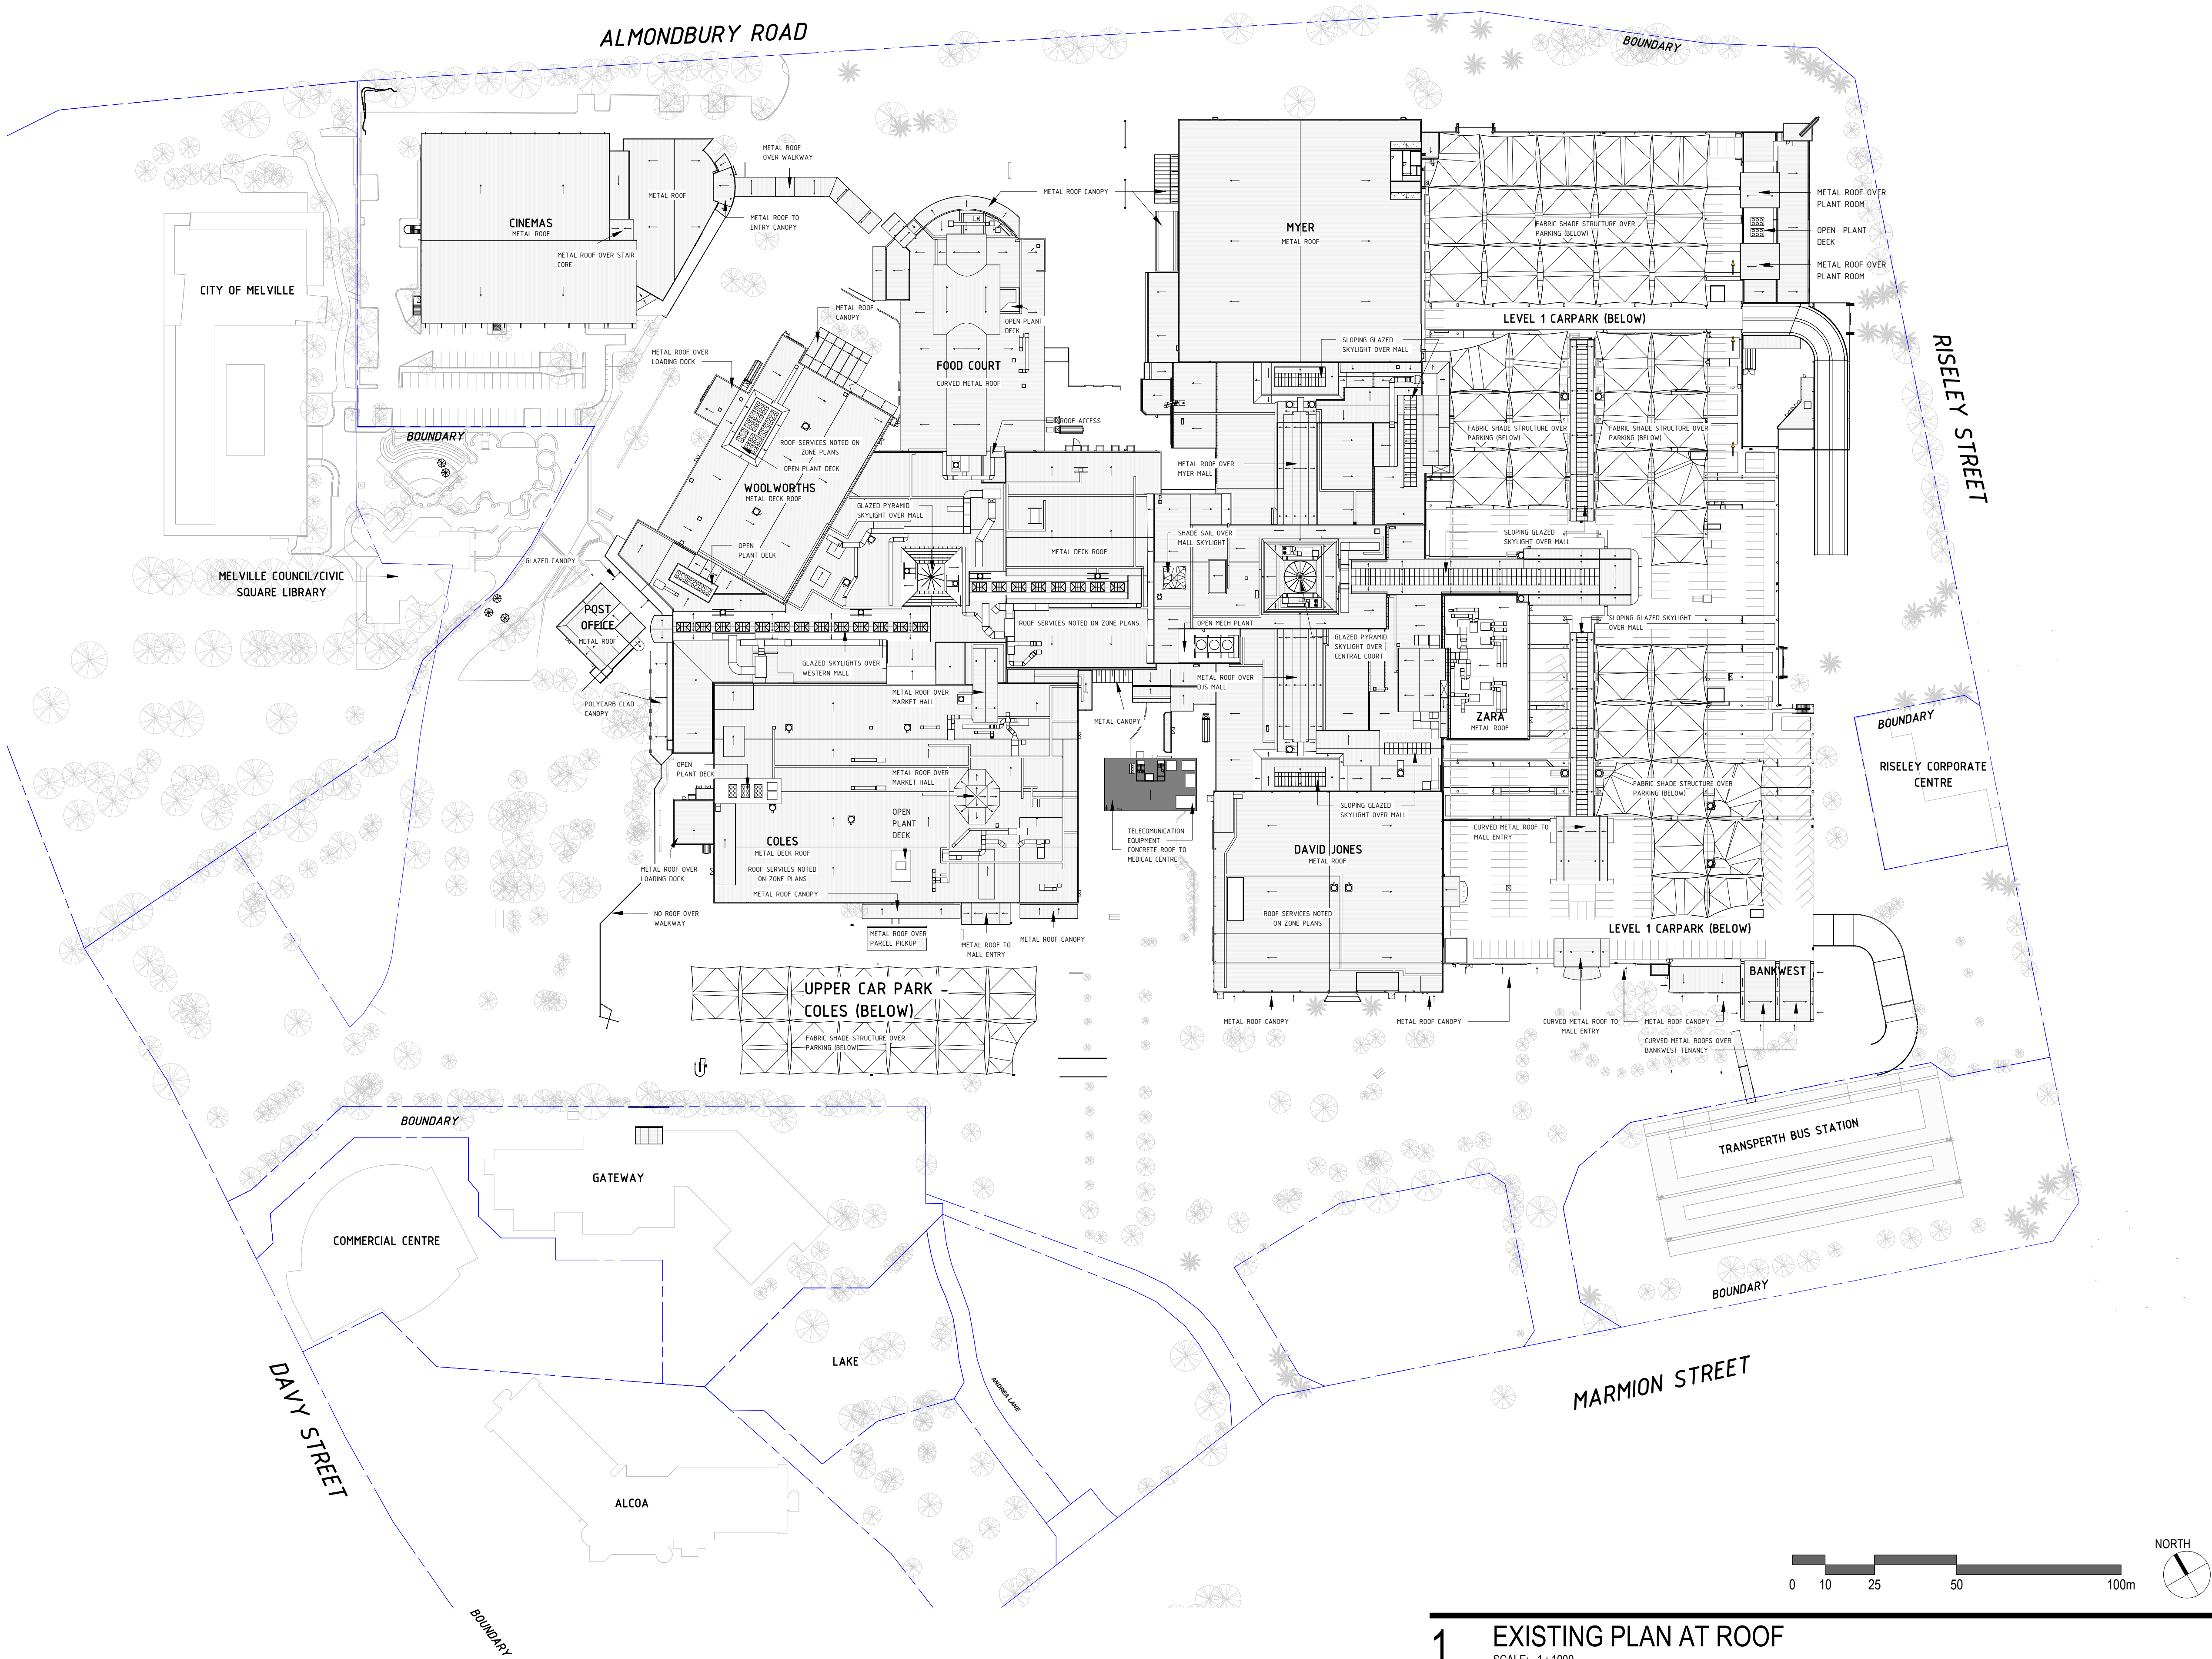 ALMONDBURY ROAD
BOUNDARY
METAL ROOF
OVER WALKWAY
METAL ROOF
CINEMAS
METAL ROOF
METAL ROOF TO
ENTRY CANOPY
METAL ROOF OVER STAIR
CORE
METAL ROOF CANOPY
MYER
METAL ROOF
FABRIC SHADE STRUCTURE OVER
PARKING (BELOW)
METAL ROOF OVER
PLANT ROOM
OPEN PLANT
DECK
METAL ROOF OVER
PLANT ROOM
CITY OF MELVILLE
METAL ROOF
CANOPY
OPEN PLANT
DECK
LEVEL 1 CARPARK (BELOW)
RISELEY STREET
METAL ROOF OVER
LOADING DOCK
FOOD COURT
CURVED METAL ROOF
SLOPING GLAZED
SKYLIGHT OVER MALL
BOUNDARY
ROOF ACCESS
FABRIC SHADE STRUCTURE OVER
PARKING (BELOW)
FABRIC SHADE STRUCTURE OVER
PARKING (BELOW)
ROOF SERVICES NOTED ON
ZONE PLANS
OPEN PLANT DECK
WOOLWORTHS
METAL DECK ROOF
METAL ROOF OVER
MYER MALL
GLAZED PYRAMID
SKYLIGHT OVER MALL
SHADE SAIL OVER
MALL SKYLIGHT
SLOPING GLAZED
SKYLIGHT OVER MALL
OPEN
PLANT DECK
METAL DECK ROOF
GLAZED CANOPY
MELVILLE COUNCIL/CIVIC
SQUARE LIBRARY
POST
OFFICE
METAL ROOF
ROOF SERVICES NOTED ON ZONE PLANS
OPEN MECH PLANT
SLOPING GLAZED SKYLIGHT
OVER MALL
GLAZED PYRAMID
SKYLIGHT OVER
CENTRAL COURT
GLAZED SKYLIGHTS OVER
WESTERN MALL
METAL ROOF OVER
DJS MALL
METAL ROOF OVER
MARKET HALL
POLYCARB CLAD
CANOPY
METAL CANOPY
ZARA
METAL ROOF
BOUNDARY
RISELEY CORPORATE
CENTRE
OPEN
PLANT DECK
METAL ROOF OVER
MARKET HALL
FABRIC SHADE STRUCTURE OVER
PARKING (BELOW)
SLOPING GLAZED
SKYLIGHT OVER MALL
OPEN
PLANT
DECK
TELECOMUNICATION
EQUIPMENT
CONCRETE ROOF TO
MEDICAL CENTRE
CURVED METAL ROOF TO
MALL ENTRY
COLES
METAL DECK ROOF
DAVID JONES
METAL ROOF
METAL ROOF OVER
LOADING DOCK
ROOF SERVICES NOTED
ON ZONE PLANS
METAL ROOF CANOPY
NO ROOF OVER
WALKWAY
ROOF SERVICES NOTED
ON ZONE PLANS
METAL ROOF OVER
PARCEL PICKUP
METAL ROOF TO
MALL ENTRY
METAL ROOF CANOPY
LEVEL 1 CARPARK (BELOW)
BANKWEST
UPPER CAR PARK -
COLES (BELOW)
FABRIC SHADE STRUCTURE OVER
PARKING (BELOW)
METAL ROOF CANOPY
METAL ROOF CANOPY
CURVED METAL ROOF TO
MALL ENTRY
METAL ROOF CANOPY
CURVED METAL ROOFS OVER
BANKWEST TENANCY
BOUNDARY
TRANSPERTH BUS STATION
GATEWAY
COMMERCIAL CENTRE
BOUNDARY
LAKE
ANDREA LANE
MARMION STREET
DAVY STREET
ALCOA
BOUNDARY
NORTH
0 10 25 50 100m
1 EXISTING PLAN AT ROOF
SCALE: 1 : 1000